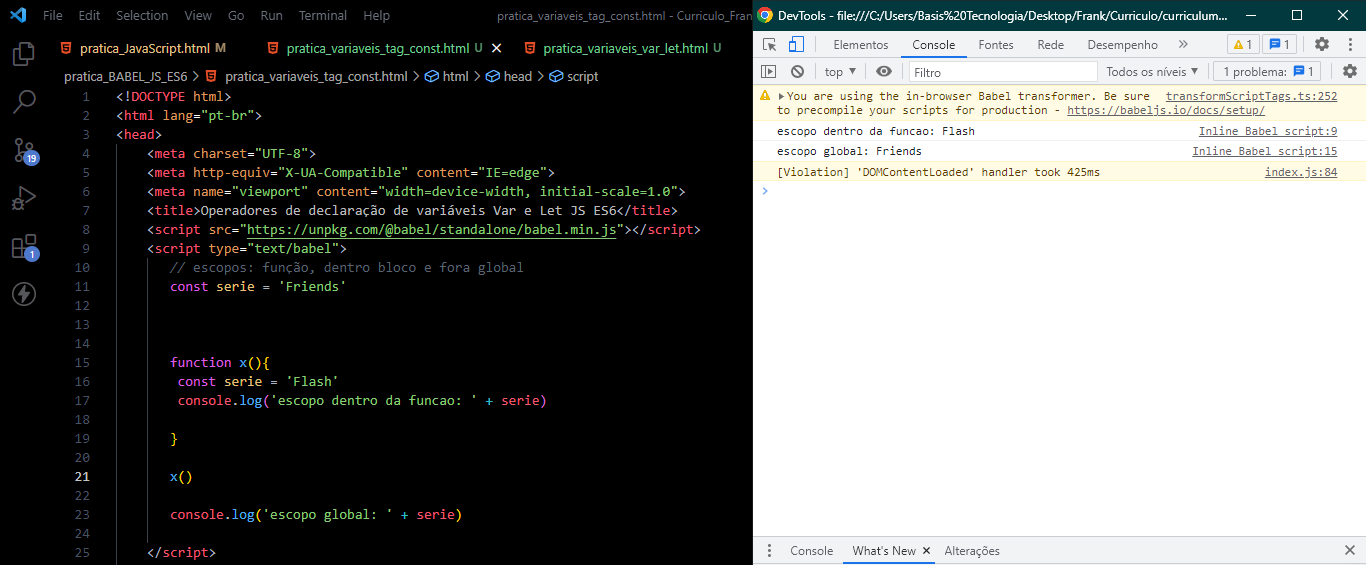 File Edit Selection View Go Run Terminal Help pratica_variaveis_tag_const.html - Curriculo_Fran
pratica_JavaScript.html M pratica_variaveis_tag_const.html U pratica_variaveis_var_let.html U
pratica_BABEL_JS_ES6 > pratica_variaveis_tag_const.html > html > head > script
1 <!DOCTYPE html>
2 <html lang="pt-br">
3 <head>
4 <meta charset="UTF-8">
5 <meta http-equiv="X-UA-Compatible" content="IE=edge">
6 <meta name="viewport" content="width=device-width, initial-scale=1.0">
7 <title>Operadores de declaração de variáveis Var e Let JS ES6</title>
8 <script src="https://unpkg.com/@babel/standalone/babel.min.js"></script>
9 <script type="text/babel">
10 // escopos: função, dentro bloco e fora global
11 const serie = 'Friends'
12
13
14
15 function x(){
16 const serie = 'Flash'
17 console.log('escopo dentro da funcao: ' + serie)
18
19 }
20
21 x()
22
23 console.log('escopo global: ' + serie)
24
25 </script>
19
1
DevTools - file:///C:/Users/Basis%20Tecnologia/Desktop/Frank/Curriculo/curriculum...
Elementos Console Fontes Rede Desempenho » 1 1
top Filtro Todos os níveis 1 problema: 1
You are using the in-browser Babel transformer. Be sure transformScriptTags.ts:252
to precompile your scripts for production - https://babeljs.io/docs/setup/
escopo dentro da funcao: Flash Inline Babel script:9
escopo global: Friends Inline Babel script:15
[Violation] 'DOMContentLoaded' handler took 425ms index.js:84
Console What's New Alterações